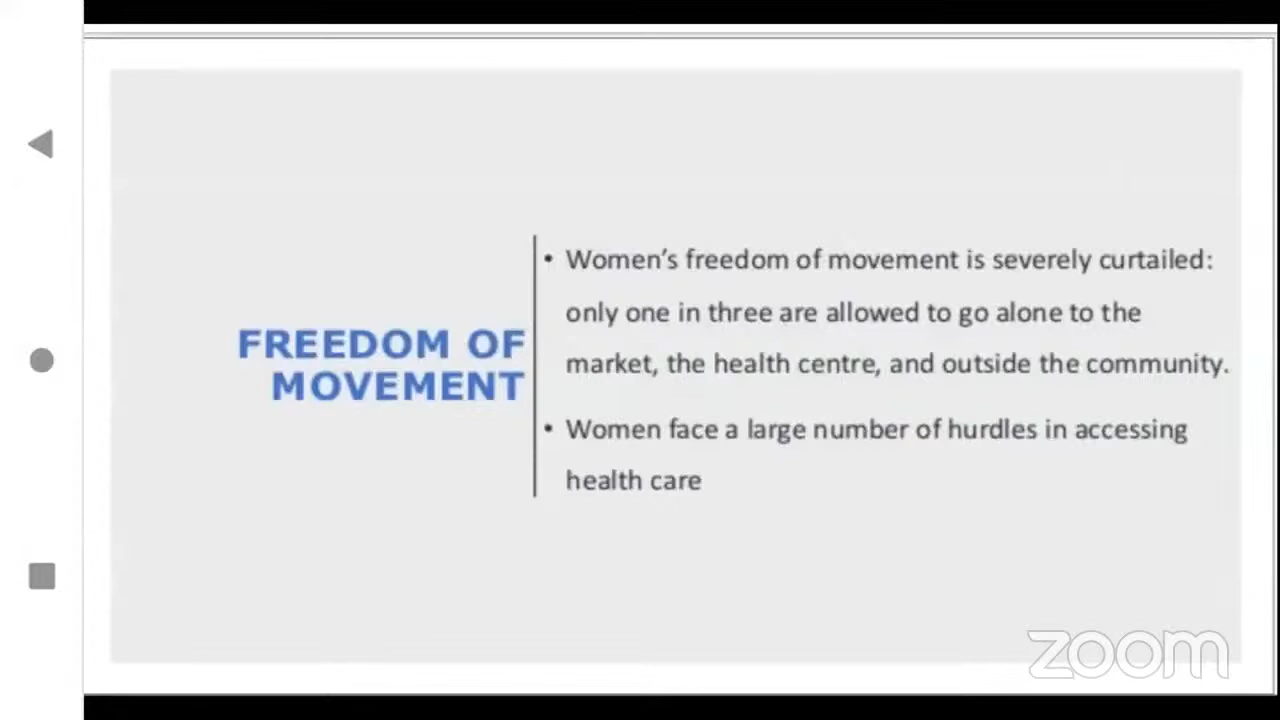 FREEDOM OF
MOVEMENT
• Women’s freedom of movement is severely curtailed:
only one in three are allowed to go alone to the
market, the health centre, and outside the community.
• Women face a large number of hurdles in accessing
health care
zoom